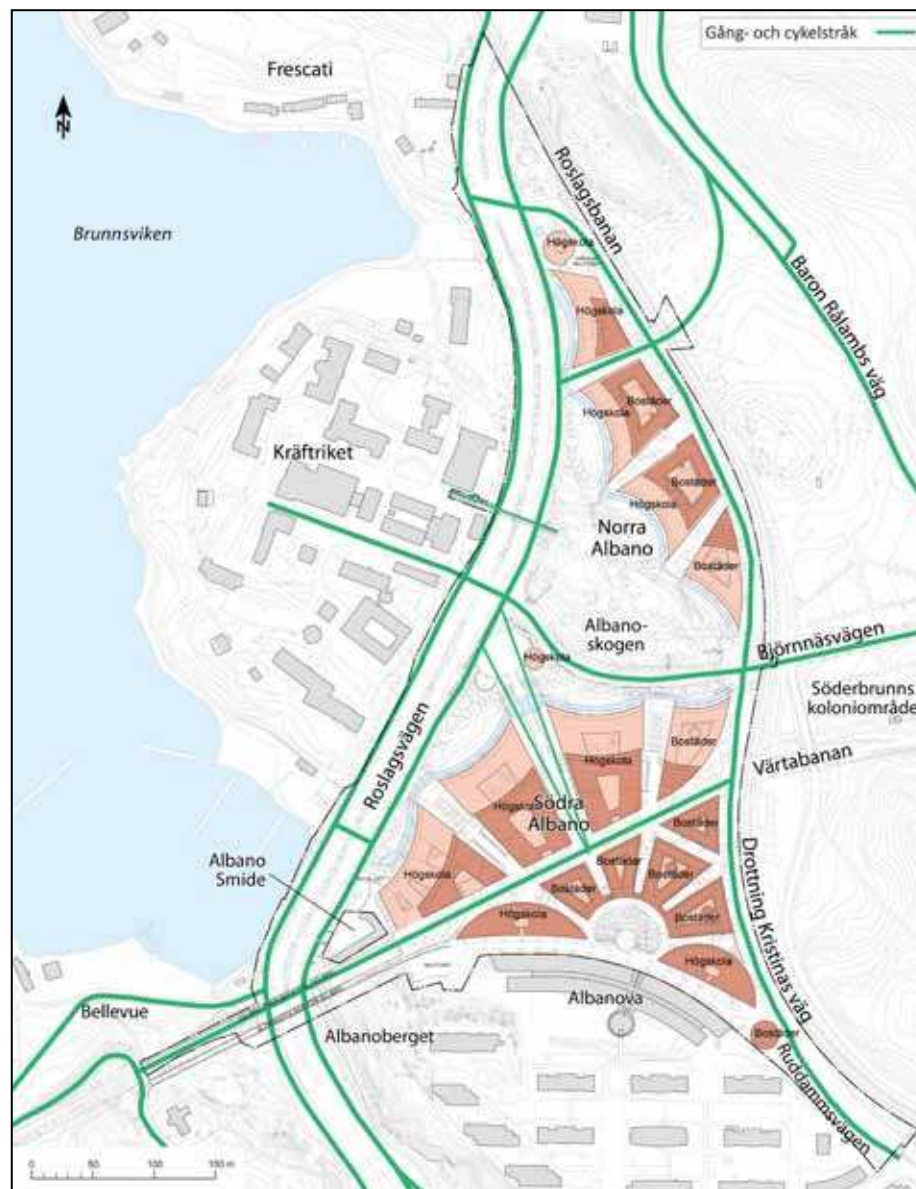 Gång- och cykelstråk
Frescati
N
Roslagsbanan
Brunnsviken
Högskola
Baron Rålambs väg
Högskola
Bostäder
Högskola
Kräftriket
Bostäder
Högskola
Norra
Albano
Bostäder
Albano-
skogen
Björnnäsvägen
Högskola
Söderbrunns
koloniområde
Roslagsvägen
Bostäder
Högskola
Värtabanan
Högskola
Södra
Albano
Bostäder
Bostäder
Bostäder
Albano
Smide
Högskola
Bostäder
Bostäder
Högskola
Högskola
Drottning Kristinas väg
Albanova
Bellevue
Albanoberget
Bostäder
Ruddammsvägen
0 50 100 150 m